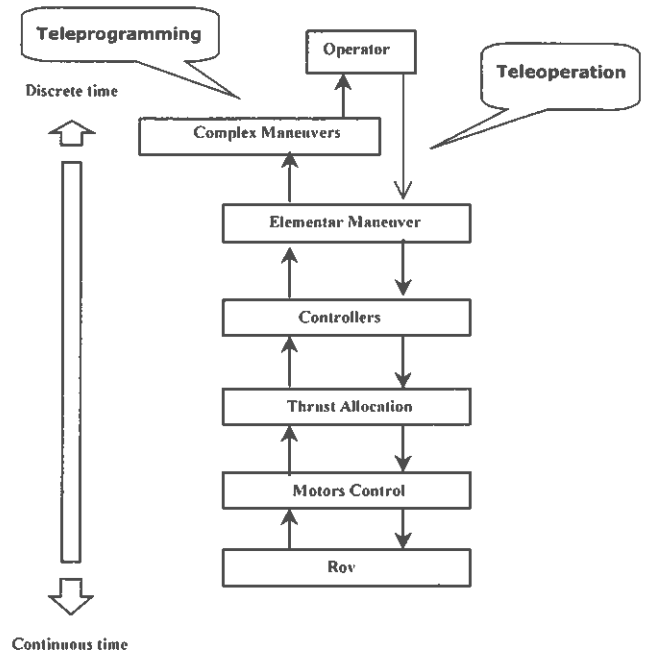 Teleprogramming
Operator
Teleoperation
Discrete time
Complex Maneuvers
Elementar Maneuver
Controllers
Thrust Allocation
Motors Control
Rov
Continuous time